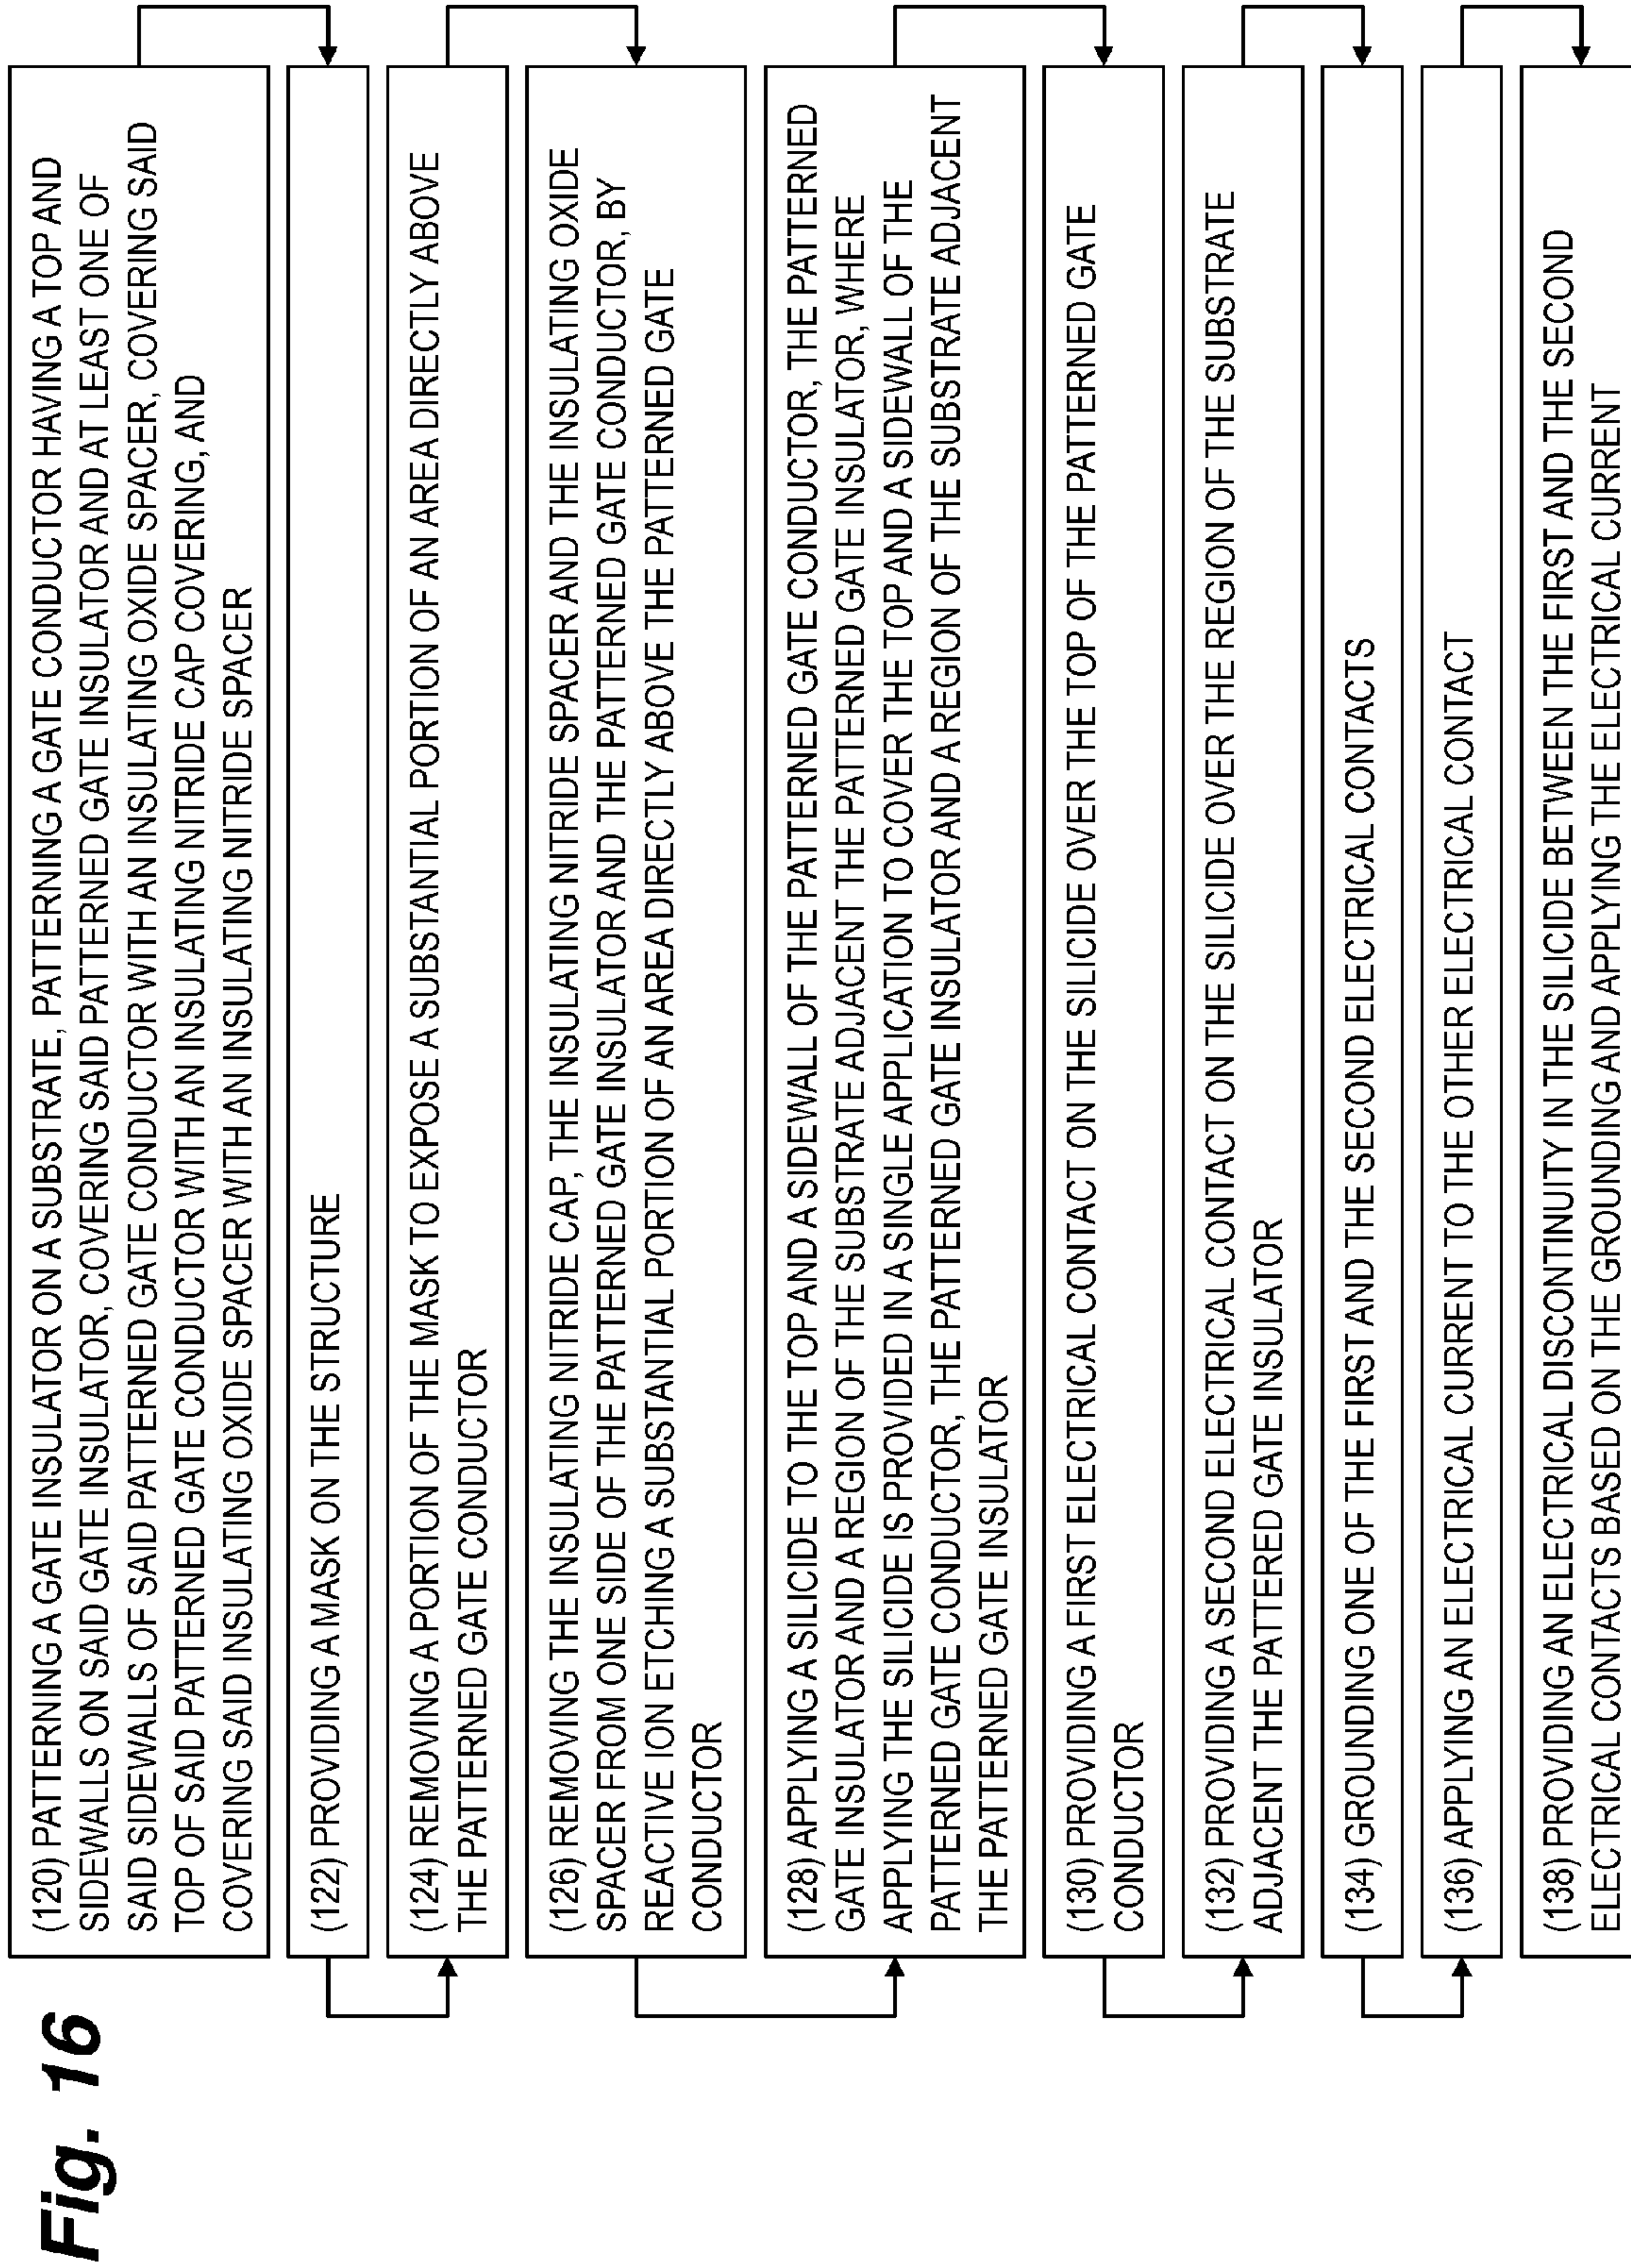 Fig. 16
(120) PATTERNING A GATE INSULATOR ON A SUBSTRATE, PATTERNING A GATE CONDUCTOR HAVING A TOP AND
SIDEWALLS ON SAID GATE INSULATOR, COVERING SAID PATTERNED GATE INSULATOR AND AT LEAST ONE OF
SAID SIDEWALLS OF SAID PATTERNED GATE CONDUCTOR WITH AN INSULATING OXIDE SPACER, COVERING SAID
TOP OF SAID PATTERNED GATE CONDUCTOR WITH AN INSULATING NITRIDE CAP COVERING, AND
COVERING SAID INSULATING OXIDE SPACER WITH AN INSULATING NITRIDE SPACER
(122) PROVIDING A MASK ON THE STRUCTURE
(124) REMOVING A PORTION OF THE MASK TO EXPOSE A SUBSTANTIAL PORTION OF AN AREA DIRECTLY ABOVE
THE PATTERNED GATE CONDUCTOR
(126) REMOVING THE INSULATING NITRIDE CAP, THE INSULATING NITRIDE SPACER AND THE INSULATING OXIDE
SPACER FROM ONE SIDE OF THE PATTERNED GATE INSULATOR AND THE PATTERNED GATE CONDUCTOR, BY
REACTIVE ION ETCHING A SUBSTANTIAL PORTION OF AN AREA DIRECTLY ABOVE THE PATTERNED GATE
CONDUCTOR
(128) APPLYING A SILICIDE TO THE TOP AND A SIDEWALL OF THE PATTERNED GATE CONDUCTOR, THE PATTERNED
GATE INSULATOR AND A REGION OF THE SUBSTRATE ADJACENT THE PATTERNED GATE INSULATOR, WHERE
APPLYING THE SILICIDE IS PROVIDED IN A SINGLE APPLICATION TO COVER THE TOP AND A SIDEWALL OF THE
PATTERNED GATE CONDUCTOR, THE PATTERNED GATE INSULATOR AND A REGION OF THE SUBSTRATE ADJACENT
THE PATTERNED GATE INSULATOR
(130) PROVIDING A FIRST ELECTRICAL CONTACT ON THE SILICIDE OVER THE TOP OF THE PATTERNED GATE
CONDUCTOR
(132) PROVIDING A SECOND ELECTRICAL CONTACT ON THE SILICIDE OVER THE REGION OF THE SUBSTRATE
ADJACENT THE PATTERED GATE INSULATOR
(134) GROUNDING ONE OF THE FIRST AND THE SECOND ELECTRICAL CONTACTS
(136) APPLYING AN ELECTRICAL CURRENT TO THE OTHER ELECTRICAL CONTACT
(138) PROVIDING AN ELECTRICAL DISCONTINUITY IN THE SILICIDE BETWEEN THE FIRST AND THE SECOND
ELECTRICAL CONTACTS BASED ON THE GROUNDING AND APPLYING THE ELECTRICAL CURRENT